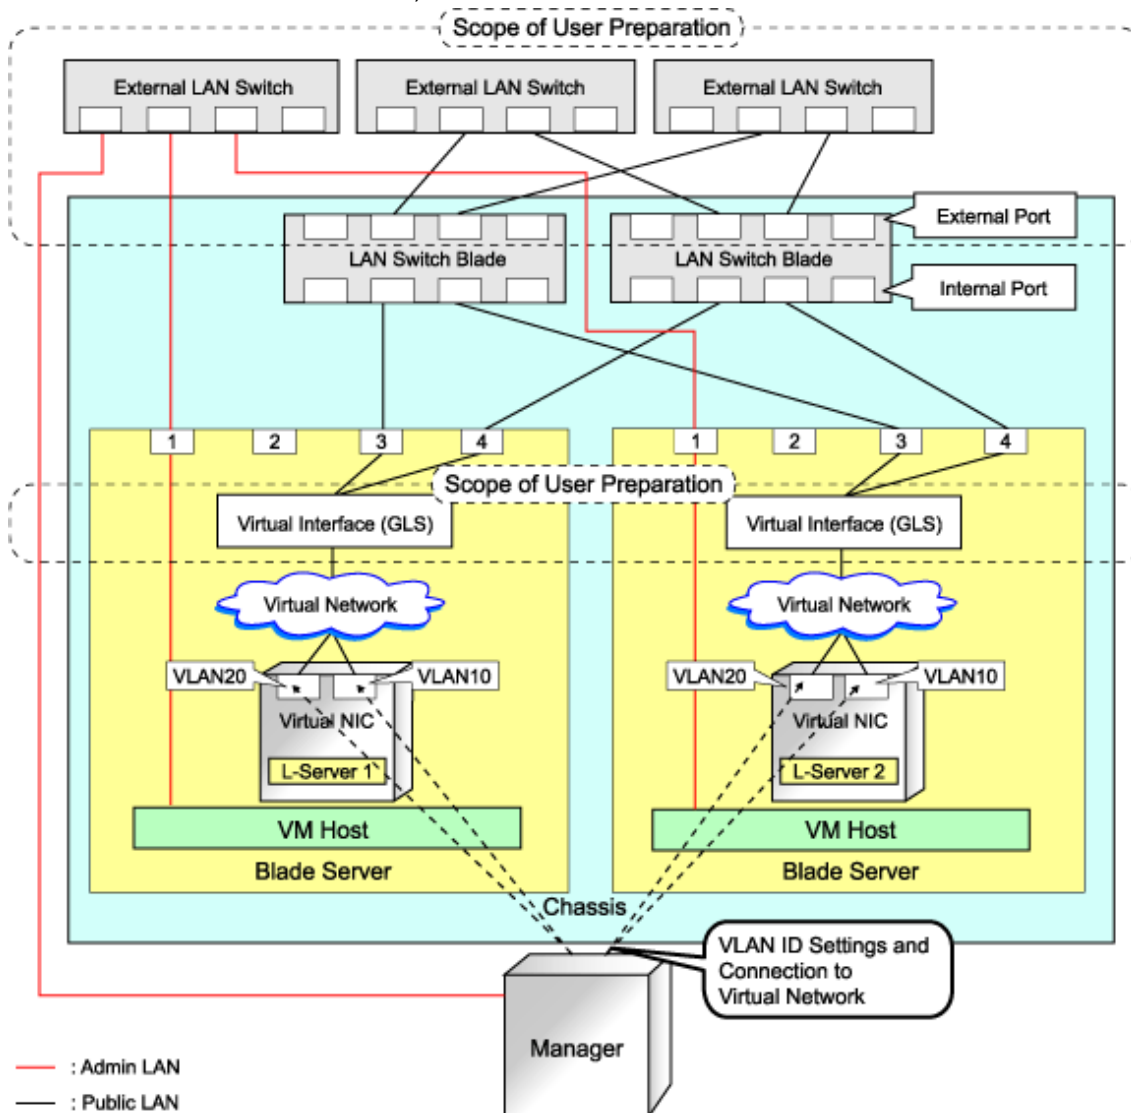 Scope of User Preparation
External LAN Switch
External LAN Switch
External LAN Switch
External Port
LAN Switch Blade
LAN Switch Blade
Internal Port
1
2
3
4
1
2
3
4
Scope of User Preparation
Virtual Interface (GLS)
Virtual Interface (GLS)
Virtual Network
Virtual Network
VLAN20
VLAN10
VLAN20
VLAN10
Virtual NIC
Virtual NIC
L-Server 1
L-Server 2
VM Host
VM Host
Blade Server
Blade Server
Chassis
VLAN ID Settings and
Connection to
Virtual Network
Manager
: Admin LAN
: Public LAN